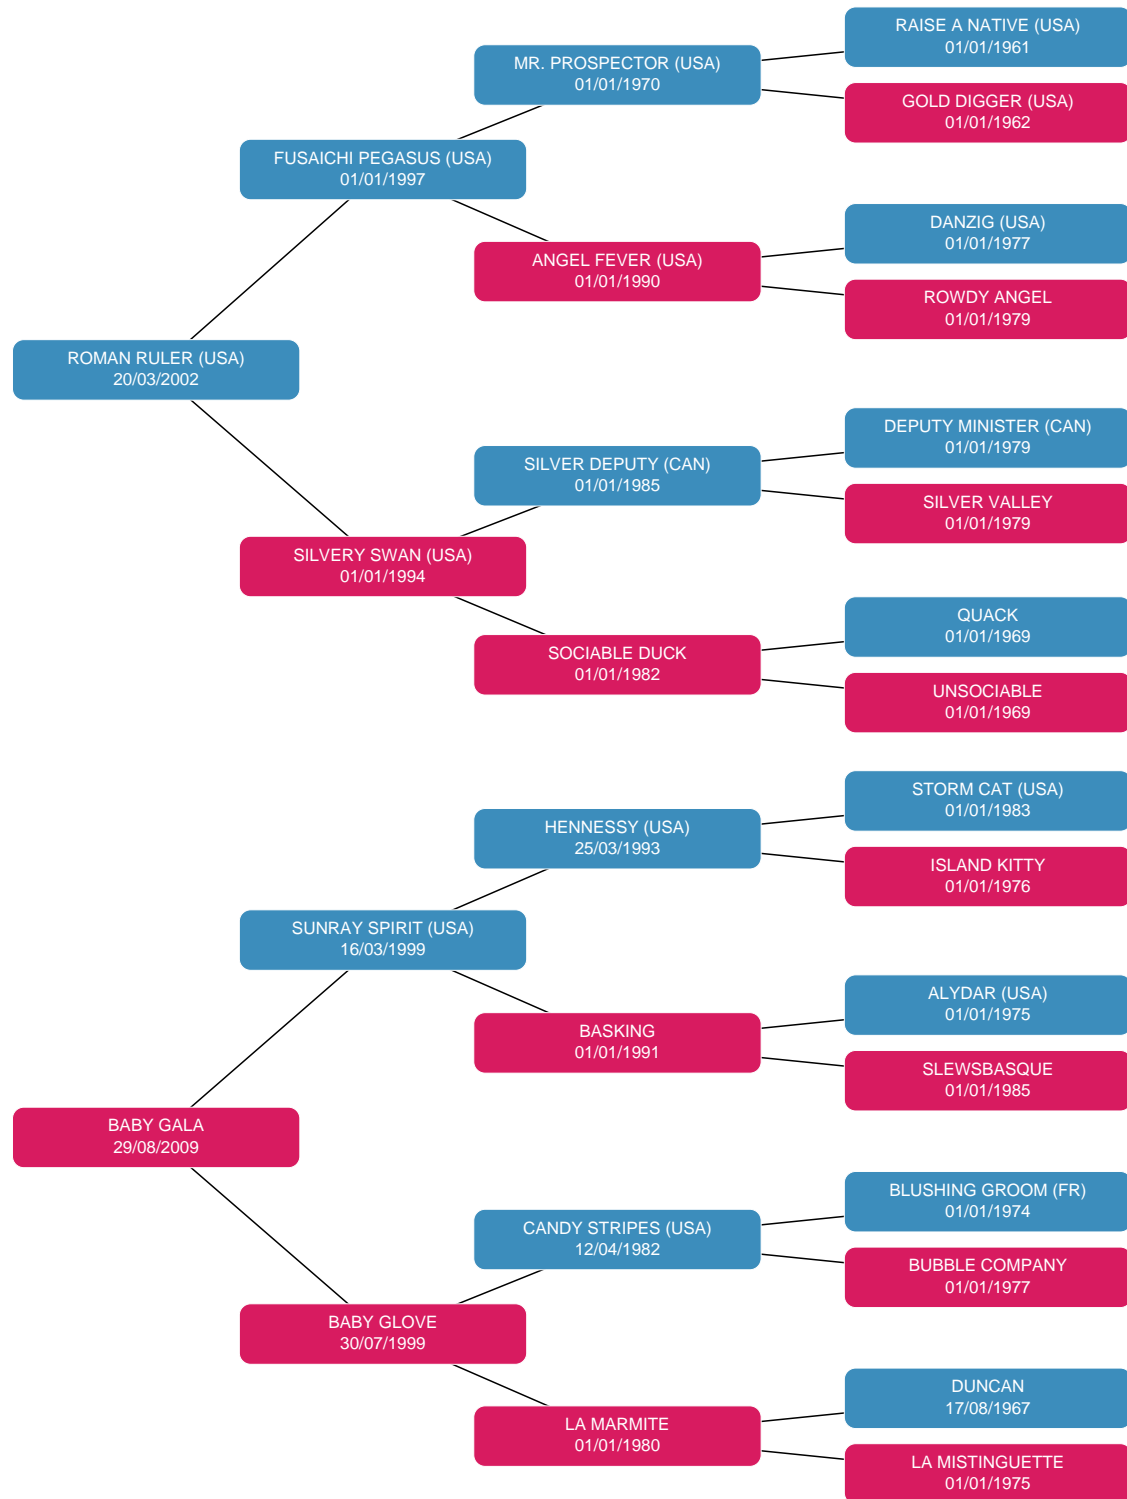 RAISE A NATIVE (USA)
01/01/1961
MR. PROSPECTOR (USA)
01/01/1970
GOLD DIGGER (USA)
01/01/1962
FUSAICHI PEGASUS (USA)
01/01/1997
DANZIG (USA)
01/01/1977
ANGEL FEVER (USA)
01/01/1990
ROWDY ANGEL
01/01/1979
ROMAN RULER (USA)
20/03/2002
DEPUTY MINISTER (CAN)
01/01/1979
SILVER DEPUTY (CAN)
01/01/1985
SILVER VALLEY
01/01/1979
SILVERY SWAN (USA)
01/01/1994
QUACK
01/01/1969
SOCIABLE DUCK
01/01/1982
UNSOCIABLE
01/01/1969
STORM CAT (USA)
01/01/1983
HENNESSY (USA)
25/03/1993
ISLAND KITTY
01/01/1976
SUNRAY SPIRIT (USA)
16/03/1999
ALYDAR (USA)
01/01/1975
BASKING
01/01/1991
SLEWSBASQUE
01/01/1985
BABY GALA
29/08/2009
BLUSHING GROOM (FR)
01/01/1974
CANDY STRIPES (USA)
12/04/1982
BUBBLE COMPANY
01/01/1977
BABY GLOVE
30/07/1999
DUNCAN
17/08/1967
LA MARMITE
01/01/1980
LA MISTINGUETTE
01/01/1975